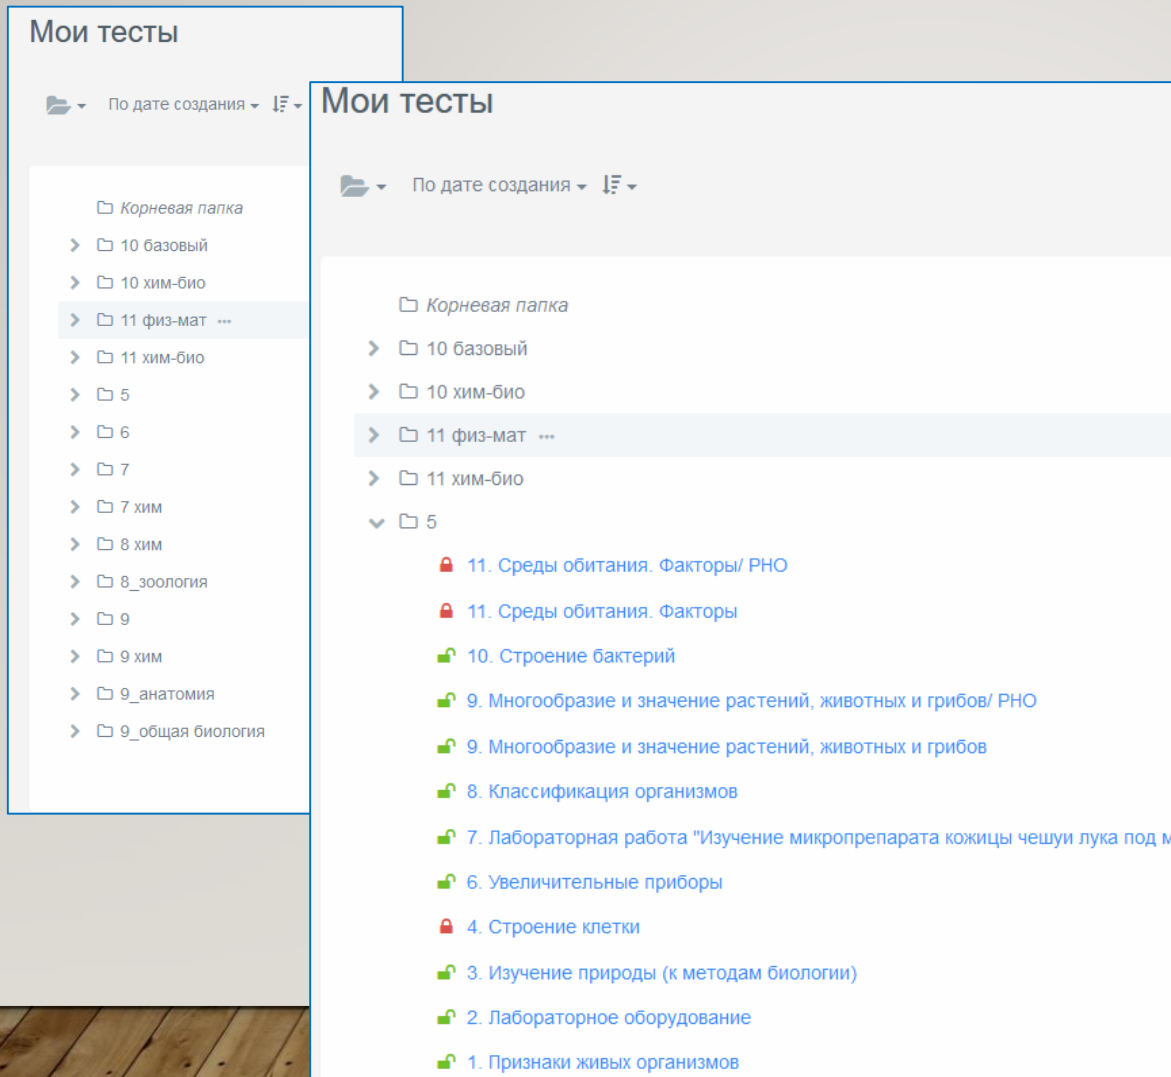 Мои тесты
По дате создания
Корневая папка
10 базовый
10 хим-био
11 физ-мат ...
11 хим-био
5
6
7
7 хим
8 хим
8_зоология
9
9 хим
9_анатомия
9_общая биология
Мои тесты
По дате создания
Корневая папка
10 базовый
10 хим-био
11 физ-мат ...
11 хим-био
5
11. Среды обитания. Факторы/ РНО
11. Среды обитания. Факторы
10. Строение бактерий
9. Многообразие и значение растений, животных и грибов/ РНО
9. Многообразие и значение растений, животных и грибов
8. Классификация организмов
7. Лабораторная работа "Изучение микропрепарата кожицы чешуи лука под
6. Увеличительные приборы
4. Строение клетки
3. Изучение природы (к методам биологии)
2. Лабораторное оборудование
1. Признаки живых организмов